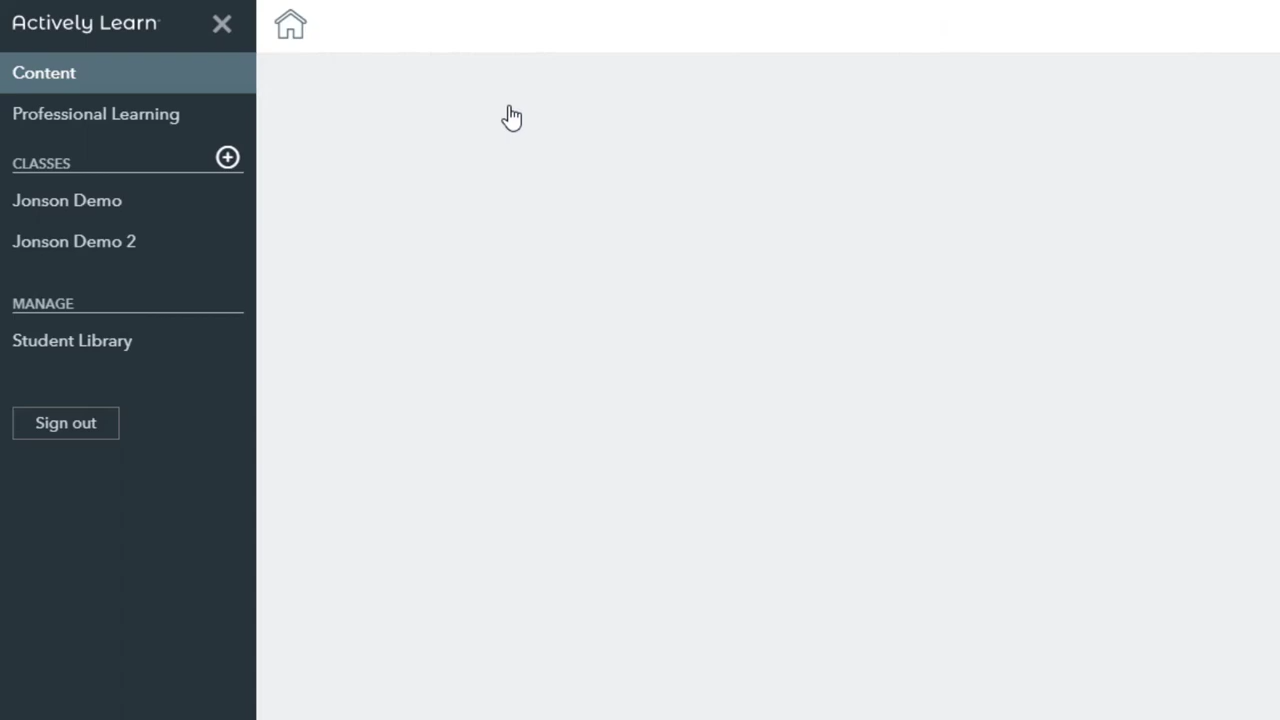 Actively Learn
Content
Professional Learning
CLASSES
Jonson Demo
Jonson Demo 2
MANAGE
Student Library
Sign out